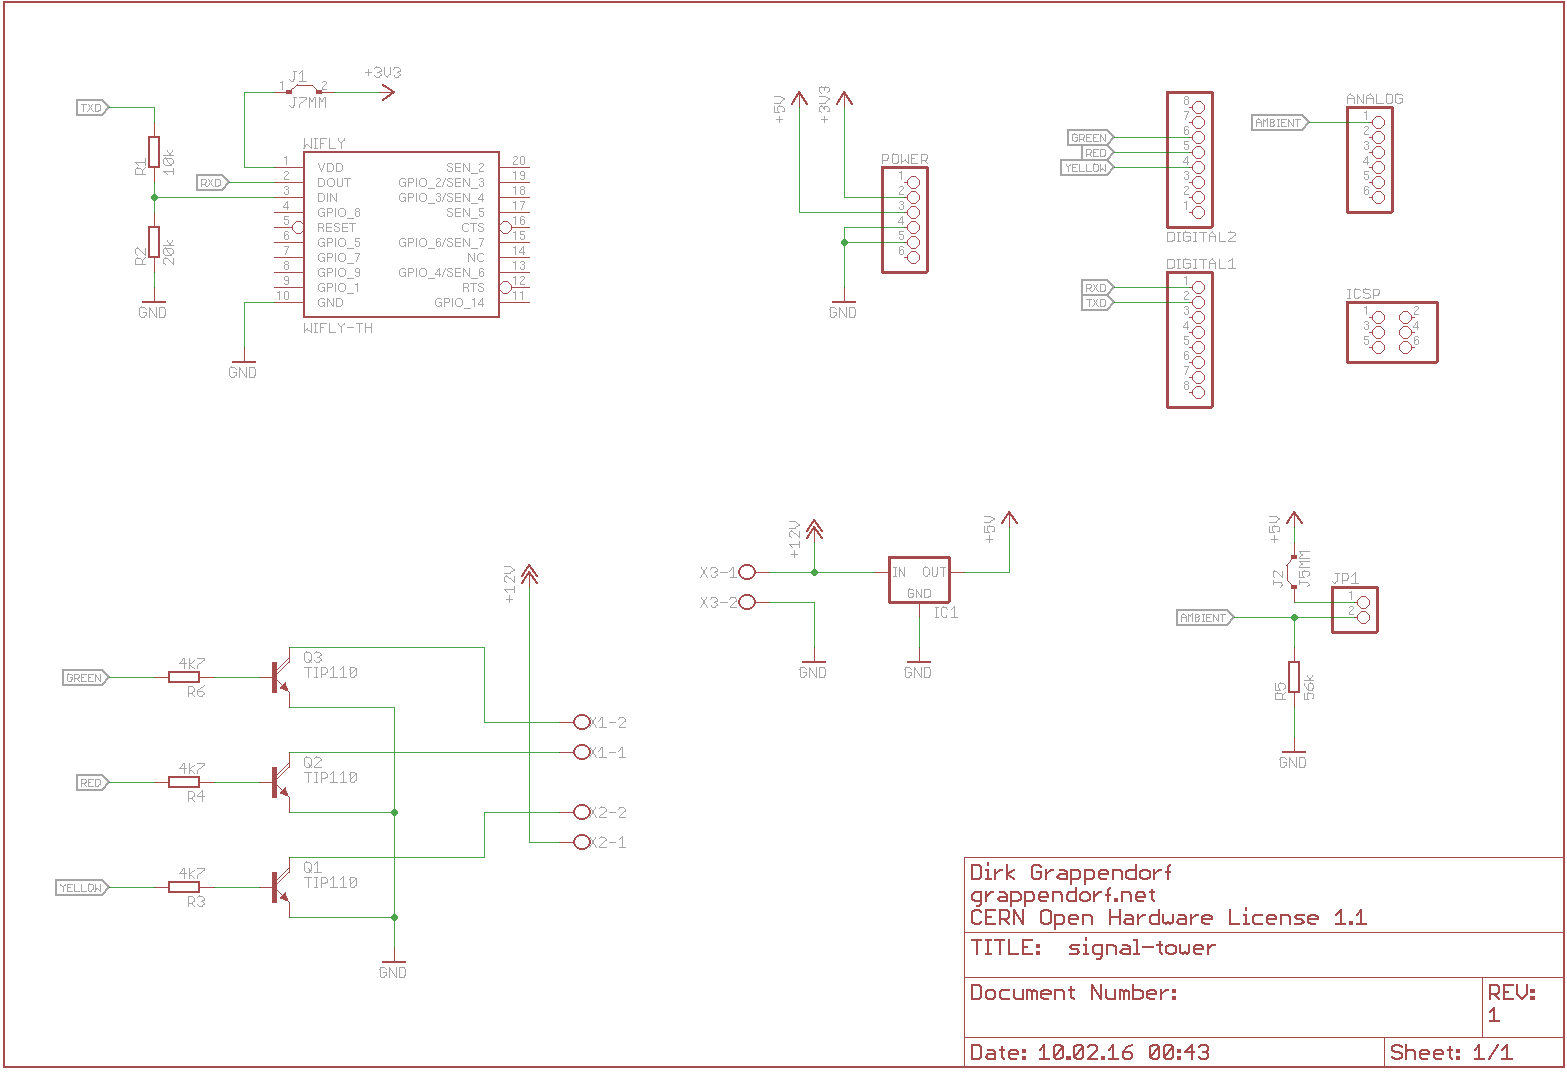 J1
1 2
J7MM
+3V3
TXD
R1
10k
RXD
R2
20k
GND
WIFLY
1 VDD SEN_2 20
2 DOUT GPIO_2/SEN_3 19
3 DIN GPIO_3/SEN_4 18
4 GPIO_8 SEN_5 17
5 RESET CTS 16
6 GPIO_5 GPIO_6/SEN_7 15
7 GPIO_7 NC 14
8 GPIO_9 GPIO_4/SEN_6 13
9 GPIO_1 RTS 12
10 GND GPIO_14 11
WIFLY-TH
GND
+5V
+3V3
POWER
1
2
3
4
5
6
GND
8
7
GREEN 6
RED 5
YELLOW 4
3
2
1
DIGITAL2
DIGITAL1
RXD 1
TXD 2
3
4
5
6
7
8
ANALOG
AMBIENT 1
2
3
4
5
6
ICSP
1 2
3 4
5 6
+12V
GREEN
4k7
R6
Q3
TIP110
RED
4k7
R4
Q2
TIP110
YELLOW
4k7
R3
Q1
TIP110
GND
X1-2
X1-1
X2-2
X2-1
+12V
+5V
X3-1
X3-2
IN OUT
GND
IC1
GND
GND
+5V
J2
J5MM
JP1
1
2
AMBIENT
R5
56k
GND
Dirk Grappendorf
grappendorf.net
CERN Open Hardware License 1.1
TITLE: signal-tower
Document Number:
REV:
1
Date: 10.02.16 00:43
Sheet: 1/1